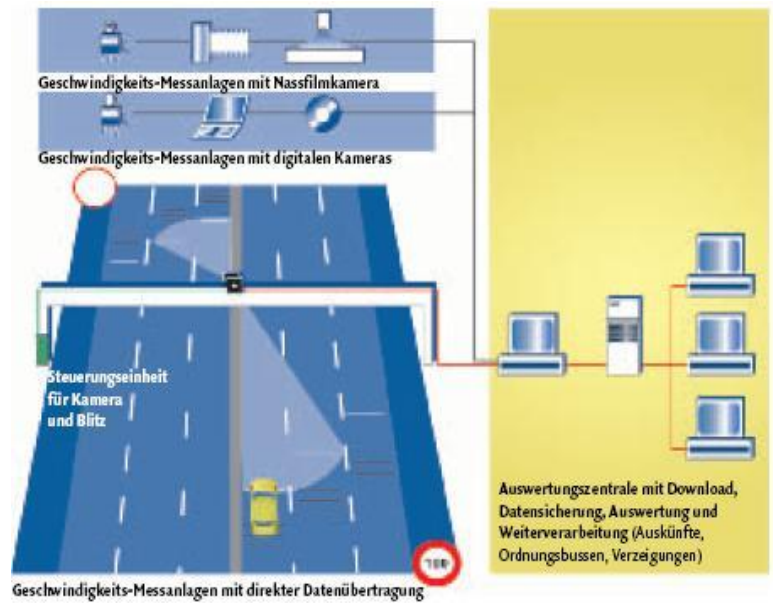 Geschwindigkeits-Messanlagen mit Nassfilmkamera
Geschwindigkeits-Messanlagen mit digitalen Kameras
Steuerungseinheit
für Kamera
und Blitz
Auswertungszentrale mit Download,
Datensicherung, Auswertung und
Weiterverarbeitung (Auskünfte,
Ordnungsbussen, Verzeigungen)
Geschwindigkeits-Messanlagen mit direkter Datenübertragung